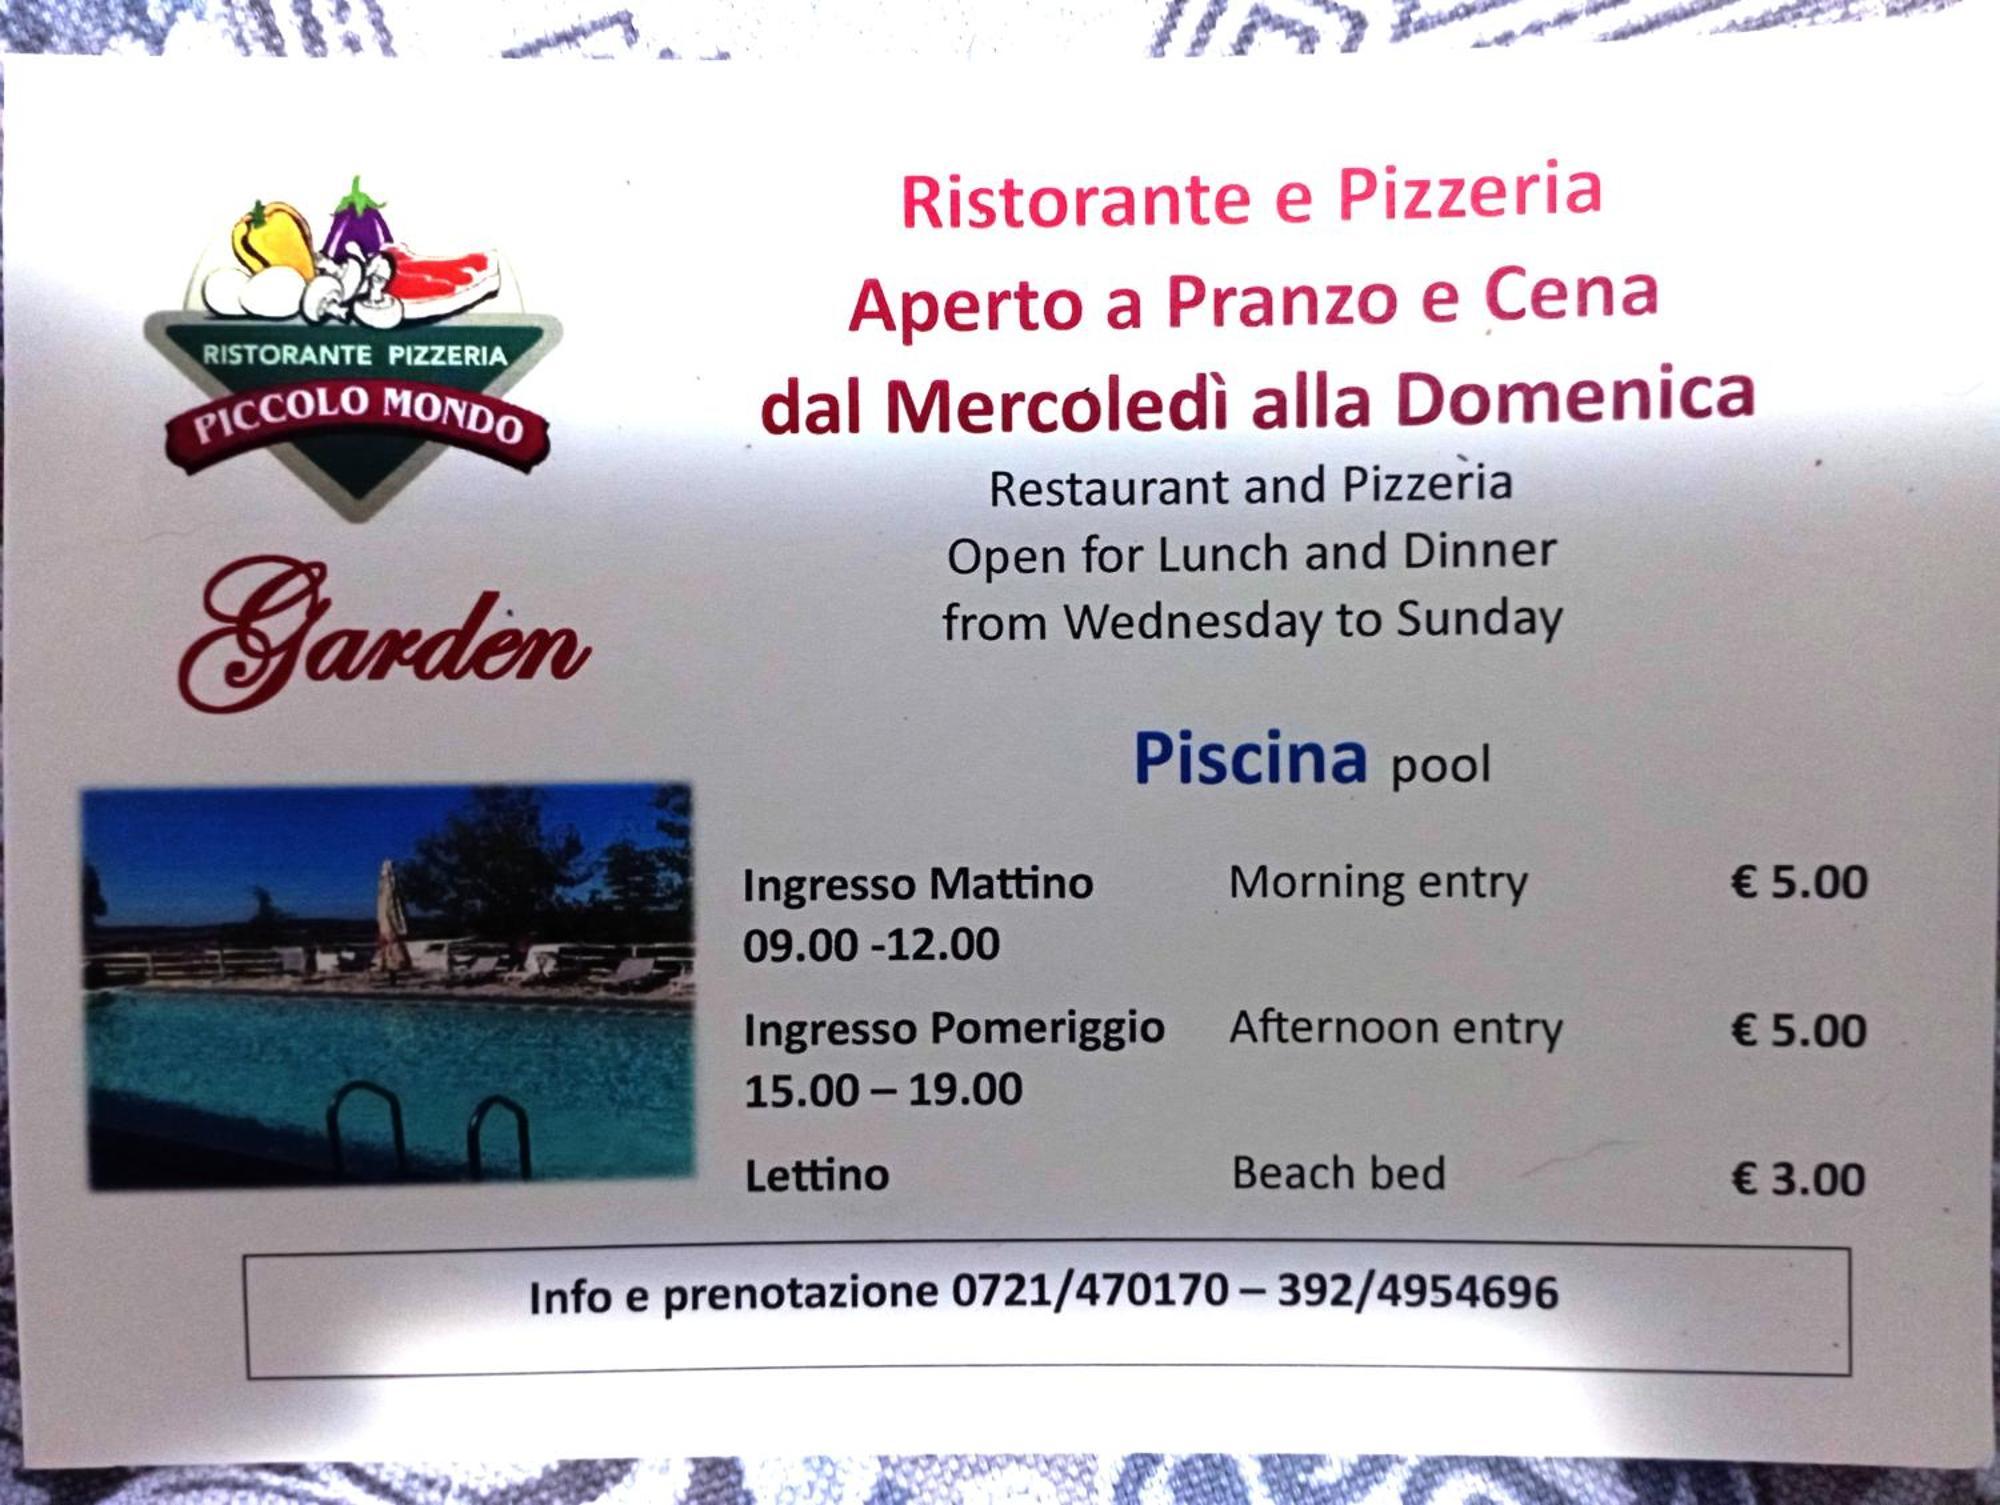 RISTORANTE PIZZERIA
PICCOLO MONDO
Garden
Ristorante e Pizzeria
Aperto a Pranzo e Cena
dal Mercoledì alla Domenica
Restaurant and Pizzeria
Open for Lunch and Dinner
from Wednesday to Sunday
Piscina pool
Ingresso Mattino Morning entry € 5.00
09.00 -12.00
Ingresso Pomeriggio Afternoon entry € 5.00
15.00 – 19.00
Lettino Beach bed € 3.00
Info e prenotazione 0721/470170 – 392/4954696